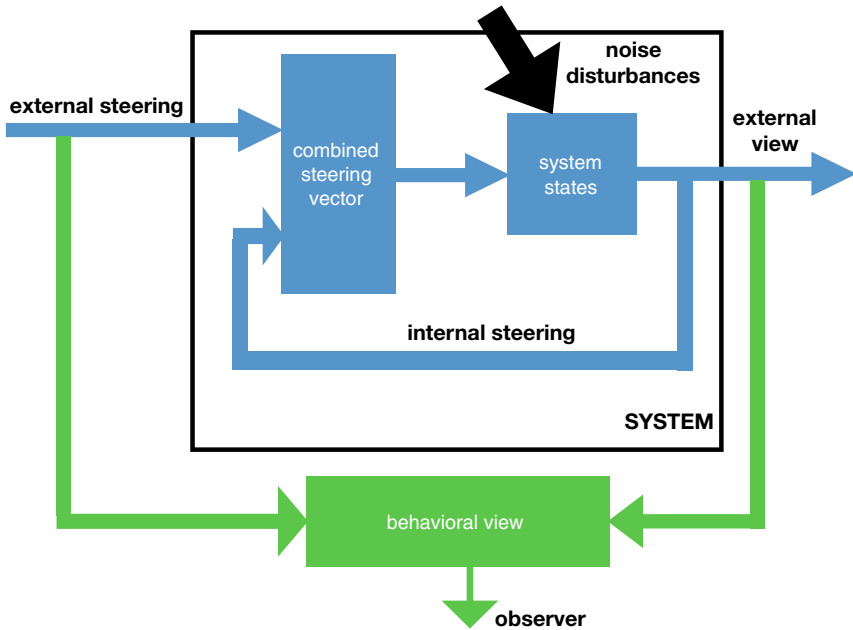 noise
disturbances
external steering
external
view
combined
steering
vector
system
states
internal steering
SYSTEM
behavioral view
observer